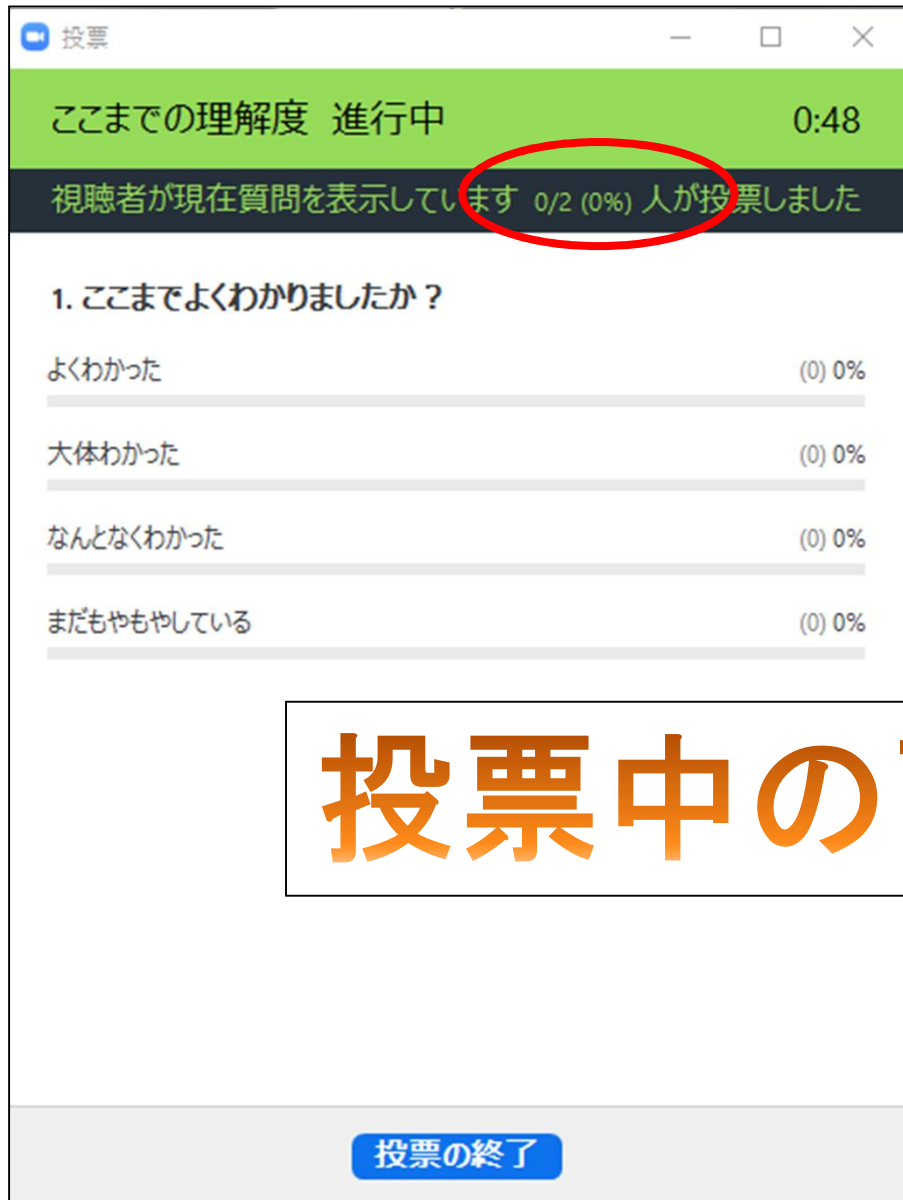 投票
ここまでの理解度 進行中 0:48
視聴者が現在質問を表示しています 0/2 (0%) 人が投票しました
1. ここまでよくわかりましたか？
よくわかった (0) 0%
大体わかった (0) 0%
なんとなくわかった (0) 0%
まだもやもやしている (0) 0%
投票中の
投票の終了